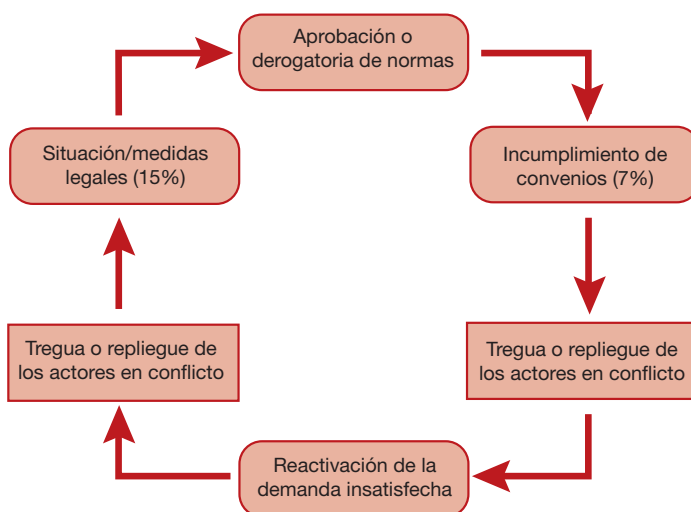 Aprobación o
derogatoria de normas
Situación/medidas
legales (15%)
Incumplimiento de
convenios (7%)
Tregua o repliegue de
los actores en conflicto
Tregua o repliegue de
los actores en conflicto
Reactivación de la
demanda insatisfecha